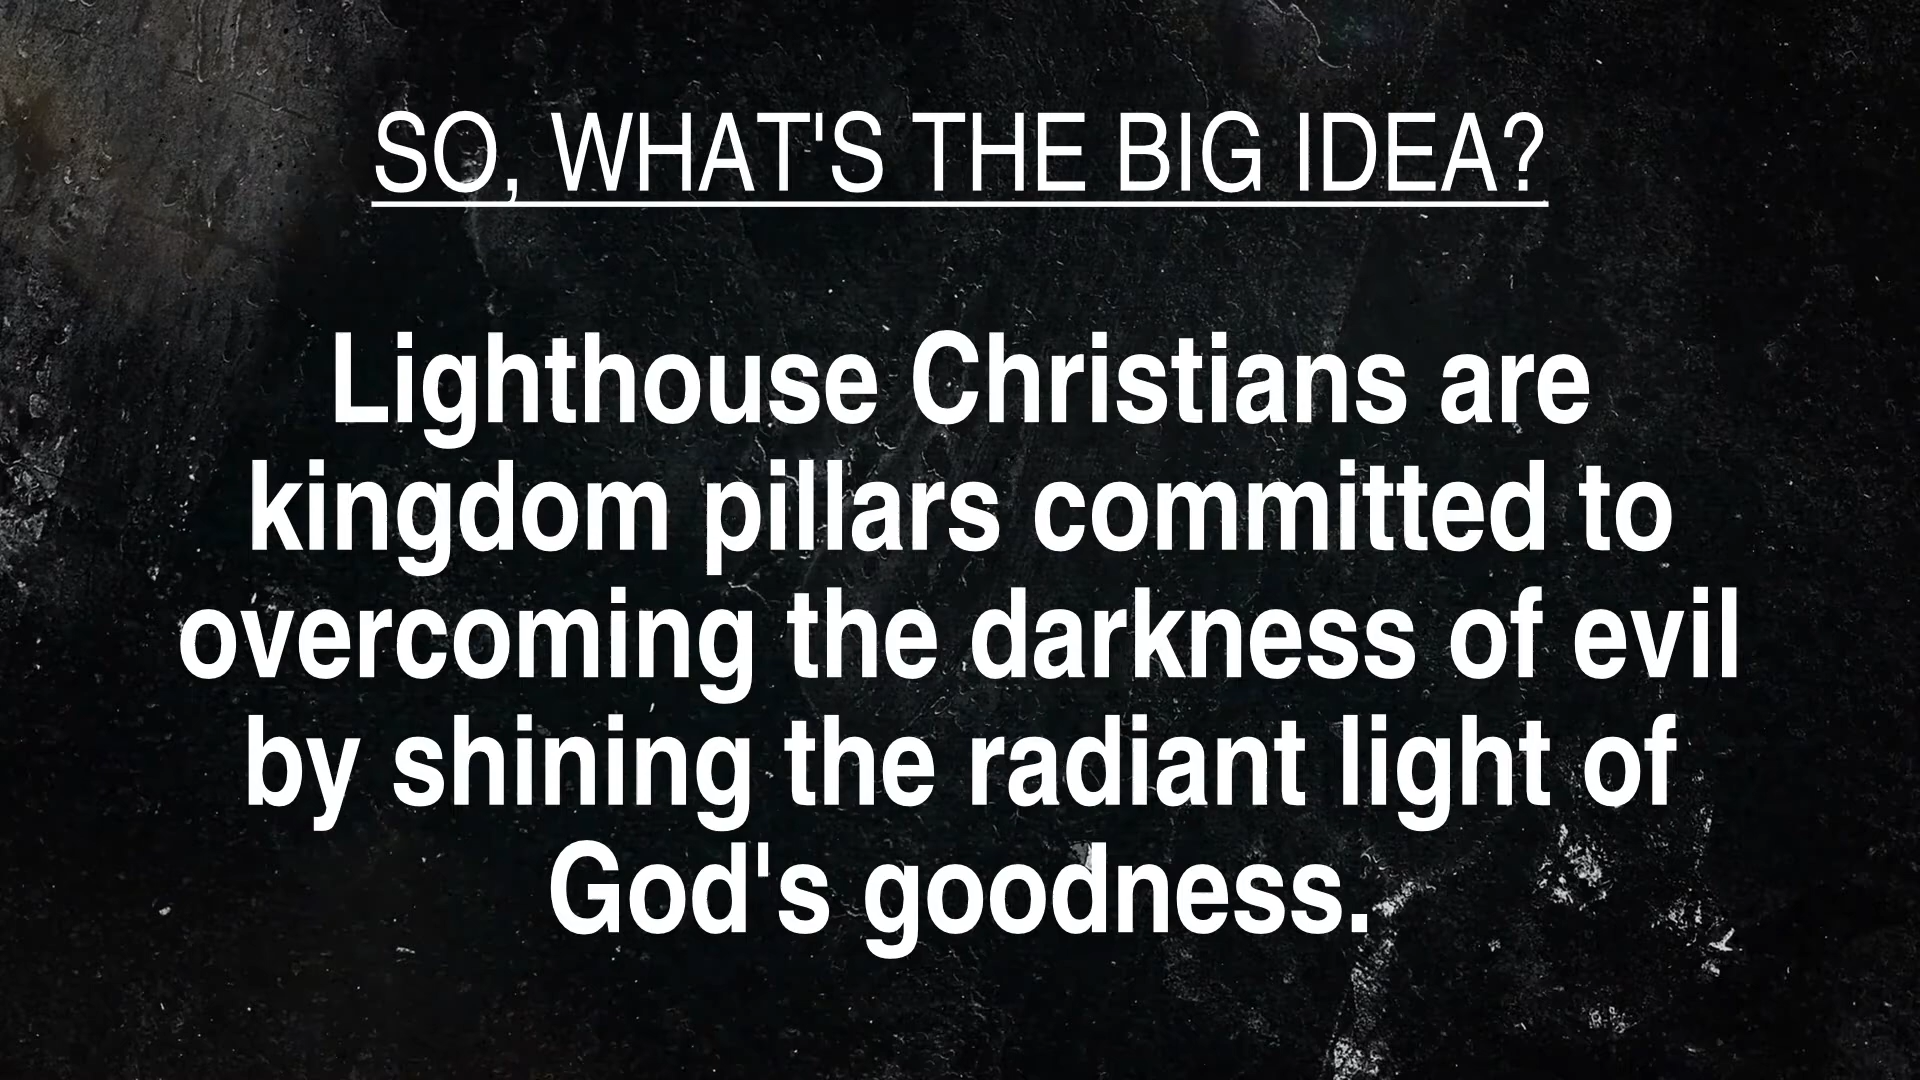 SO, WHAT'S THE BIG IDEA?
Lighthouse Christians are
kingdom pillars committed to
overcoming the darkness of evil
by shining the radiant light of
God's goodness.